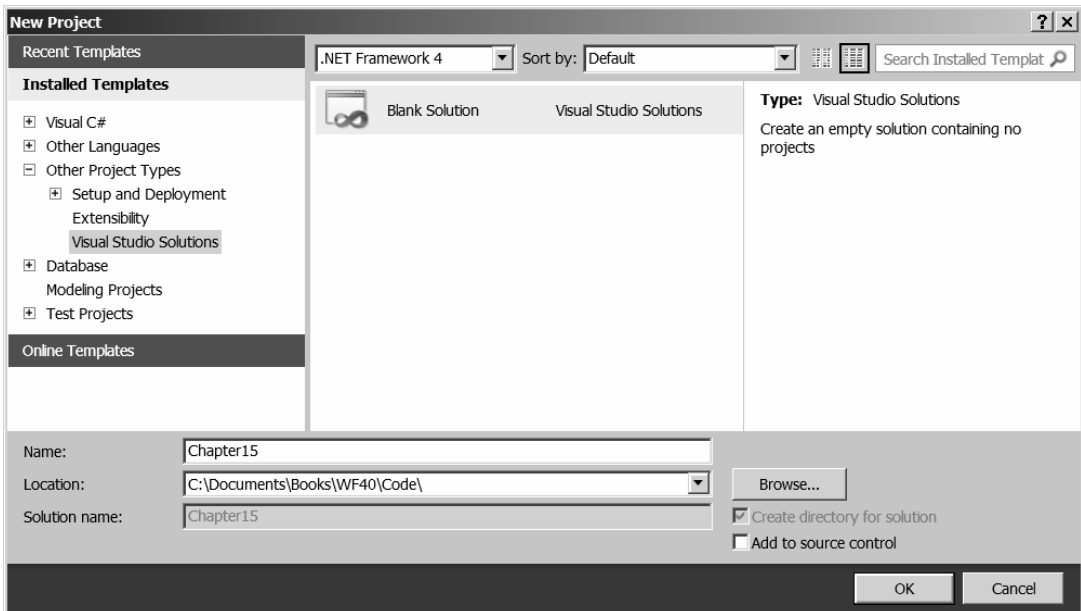 New Project
Recent Templates
.NET Framework 4
Sort by: Default
Search Installed Templat
Installed Templates
Visual C#
Other Languages
Other Project Types
Setup and Deployment
Extensibility
Visual Studio Solutions
Database
Modeling Projects
Test Projects
Online Templates
Blank Solution
Visual Studio Solutions
Type: Visual Studio Solutions
Create an empty solution containing no
projects
Name: Chapter15
Location: C:\Documents\Books\WF40\Code\
Browse...
Solution name: Chapter15
Create directory for solution
Add to source control
OK
Cancel